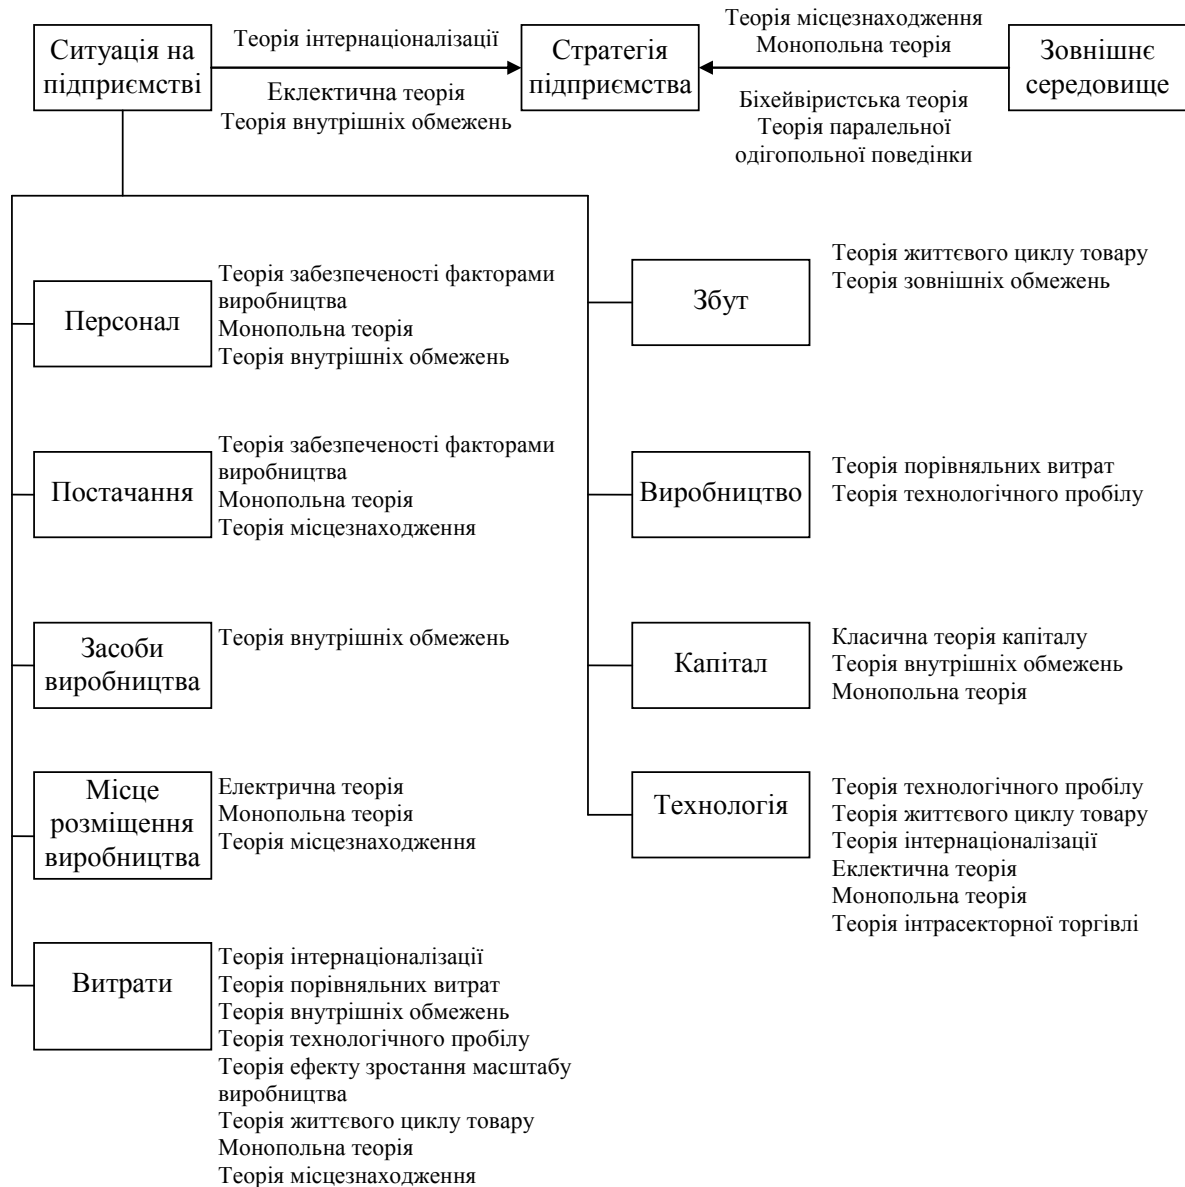 Ситуація на
підприємстві
Теорія інтернаціоналізації
Еклектична теорія
Теорія внутрішніх обмежень
Стратегія
підприємства
Теорія місцезнаходження
Монопольна теорія
Біхейвіристська теорія
Теорія паралельної
одігопольної поведінки
Зовнішнє
середовище
Персонал
Теорія забезпеченості факторами
виробництва
Монопольна теорія
Теорія внутрішніх обмежень
Постачання
Теорія забезпеченості факторами
виробництва
Монопольна теорія
Теорія місцезнаходження
Засоби
виробництва
Теорія внутрішніх обмежень
Місце
розміщення
виробництва
Електрична теорія
Монопольна теорія
Теорія місцезнаходження
Витрати
Теорія інтернаціоналізації
Теорія порівняльних витрат
Теорія внутрішніх обмежень
Теорія технологічного пробілу
Теорія ефекту зростання масштабу
виробництва
Теорія життєвого циклу товару
Монопольна теорія
Теорія місцезнаходження
Збут
Теорія життєвого циклу товару
Теорія зовнішніх обмежень
Виробництво
Теорія порівняльних витрат
Теорія технологічного пробілу
Капітал
Класична теорія капіталу
Теорія внутрішніх обмежень
Монопольна теорія
Технологія
Теорія технологічного пробілу
Теорія життєвого циклу товару
Теорія інтернаціоналізації
Еклектична теорія
Монопольна теорія
Теорія інтрасекторної торгівлі